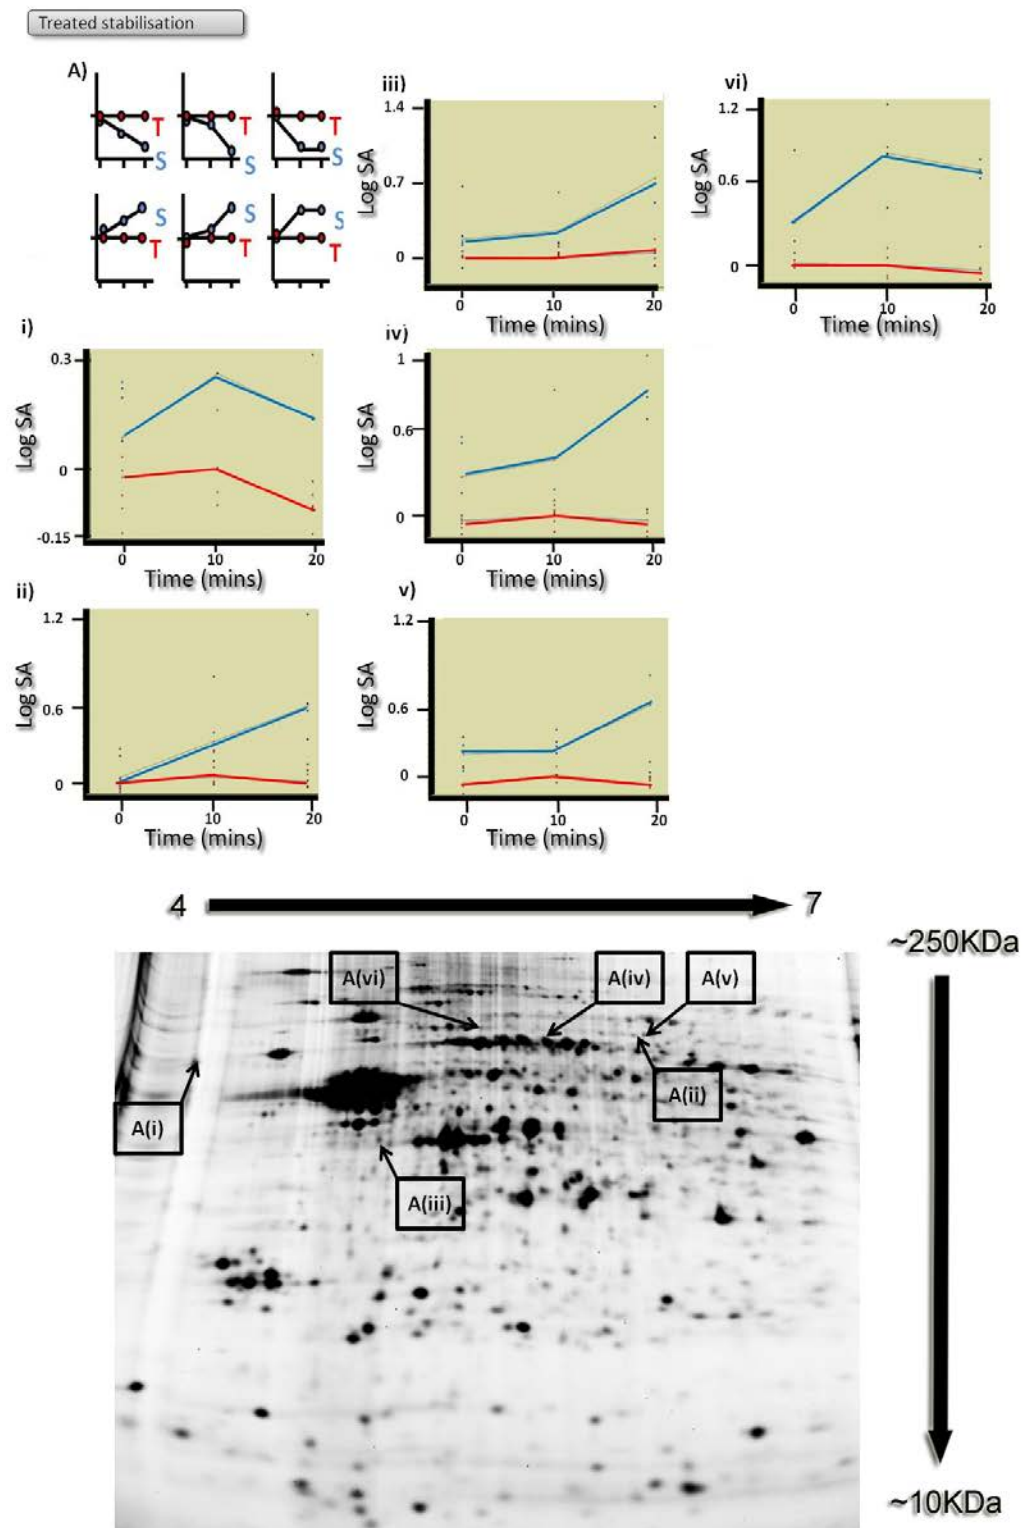 Treated stabilisation
A)
T
S
T
S
T
S
S
T
S
T
S
T
iii)
Log SA
1.4
0.7
0
0
10
20
Time (mins)
vi)
Log SA
1.2
0.6
0
0
10
20
Time (mins)
i)
Log SA
0.3
0
-0.15
0
10
20
Time (mins)
iv)
Log SA
1
0.6
0
0
10
20
Time (mins)
ii)
Log SA
1.2
0.6
0
0
10
20
Time (mins)
v)
Log SA
1.2
0.6
0
0
10
20
Time (mins)
4
7
~250KDa
A(vi)
A(iv)
A(v)
A(ii)
A(i)
A(iii)
~10KDa